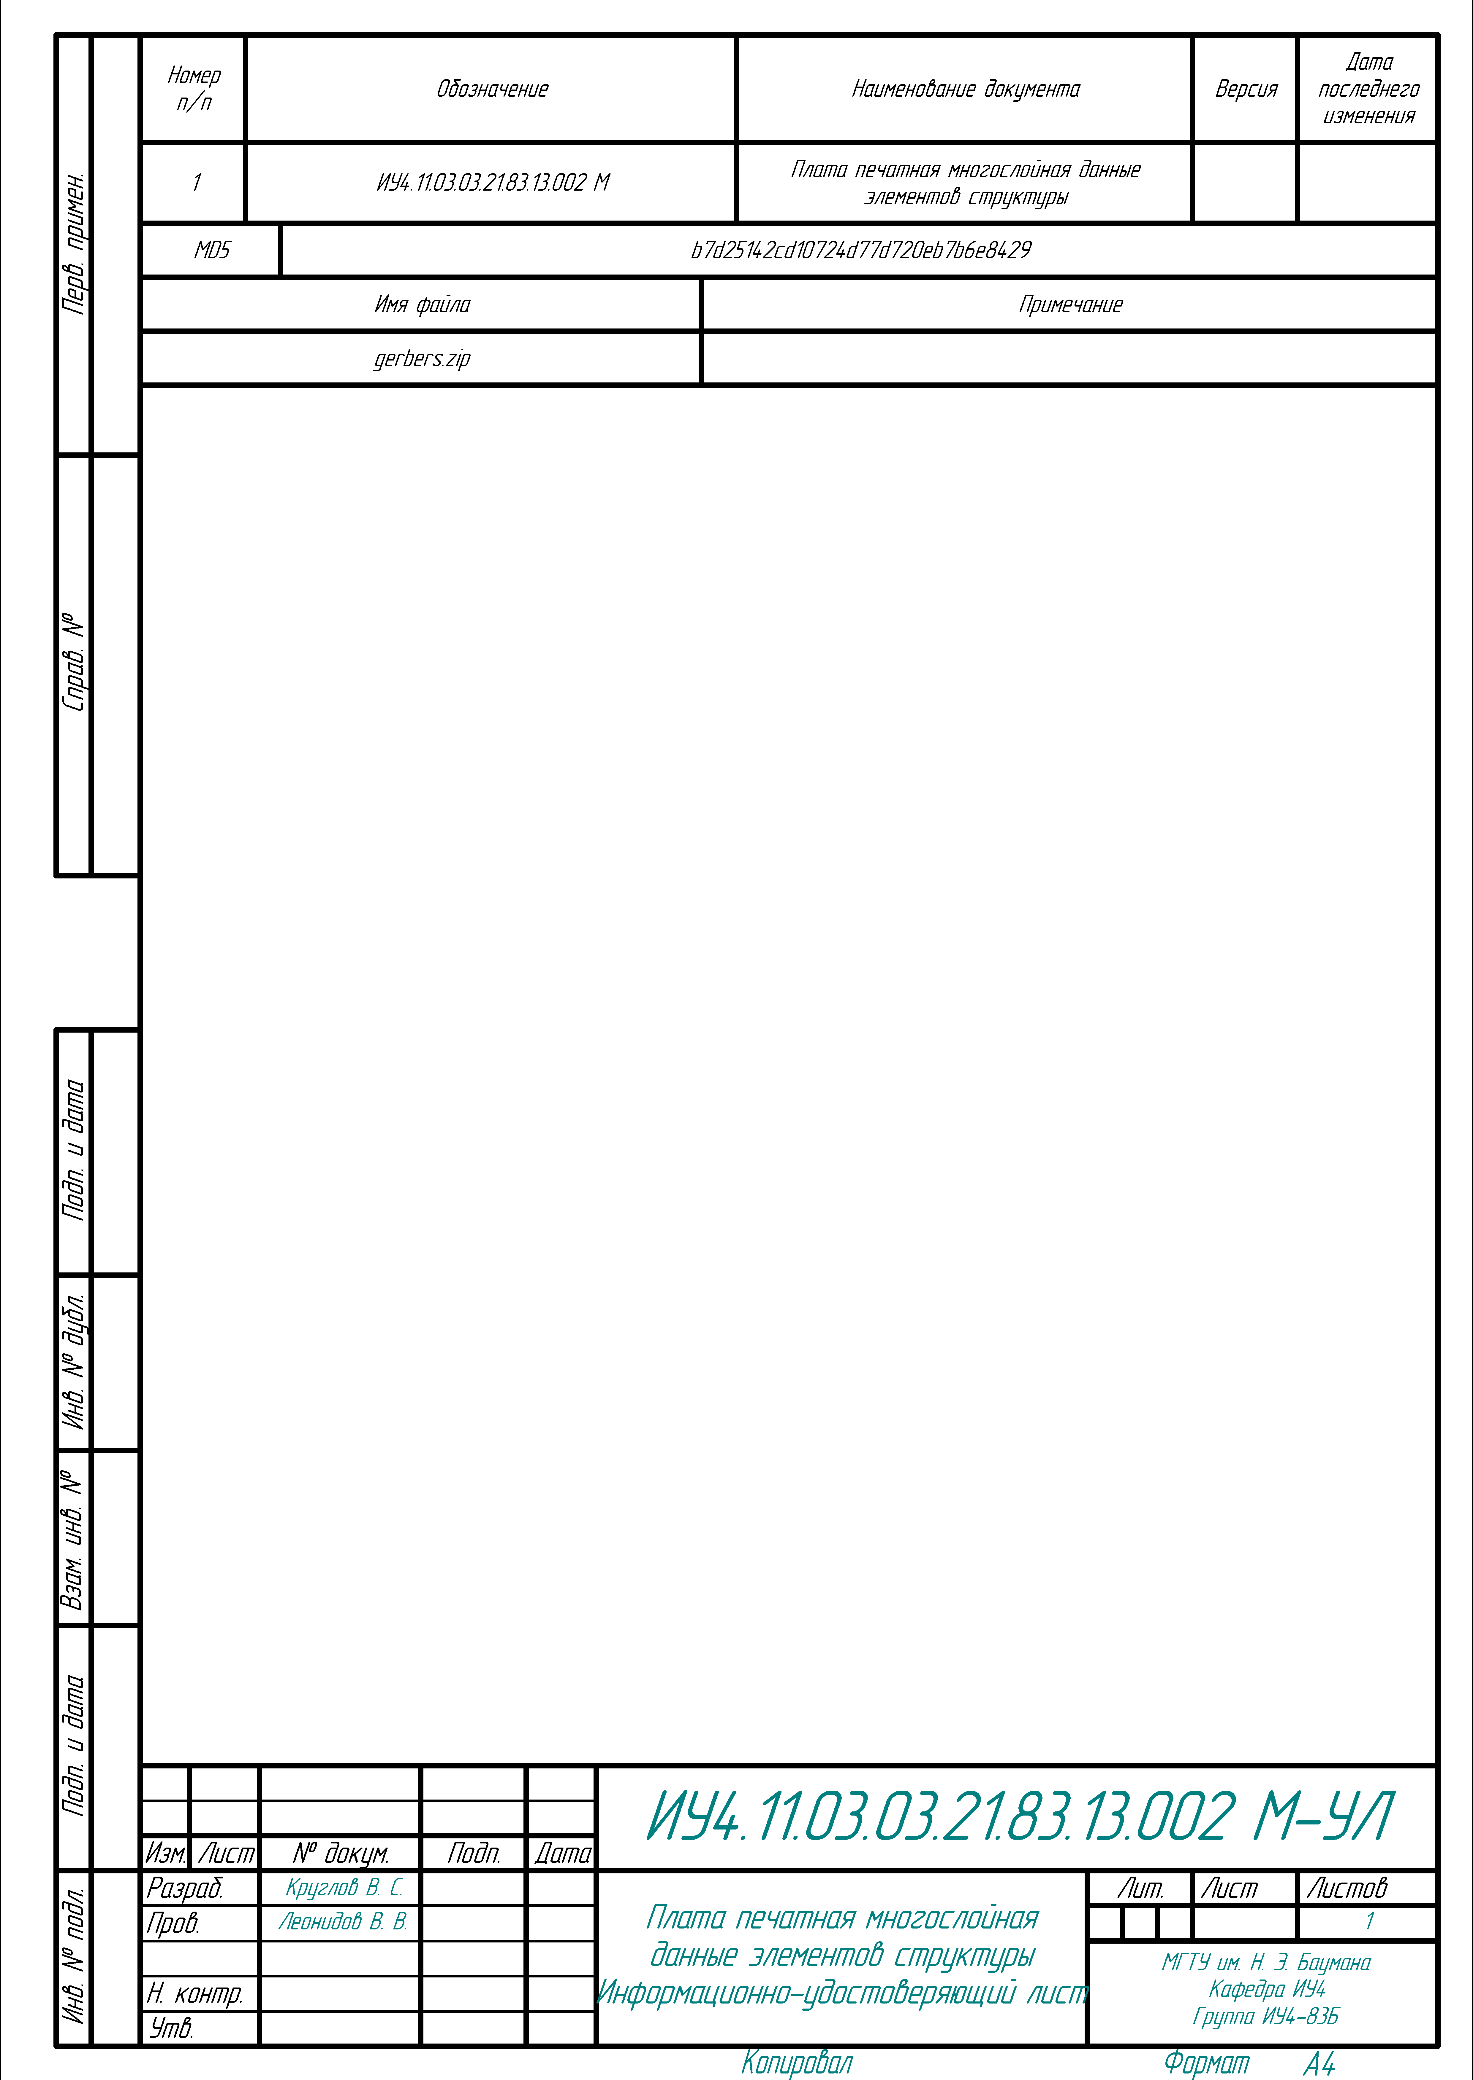 Номер
п/п
Обозначение
Наименование документа
Версия
Дата
последнего
изменения
1
ИУ4.11.03.03.21.83.13.002 М
Плата печатная многослойная данные
элементов структуры
MD5
b7d25142cd10724d77d720eb7b6e8429
Имя файла
Примечание
gerbers.zip
Перв. примен.
Справ. №
Подп. и дата
Инв. № дубл.
Взам. инв. №
Подп. и дата
Инв. № подл.
ИУ4.11.03.03.21.83.13.002 М-УЛ
Изм.
Лист
№ докум.
Подп.
Дата
Разраб.
Круглов В. С.
Пров.
Леонидов В. В.
Н. контр.
Утв.
Плата печатная многослойная
данные элементов структуры
Информационно-удостоверяющий лист
Лит.
Лист
Листов
1
МГТУ им. Н. Э. Баумана
Кафедра ИУ4
Группа ИУ4-83Б
Копировал
Формат
А4